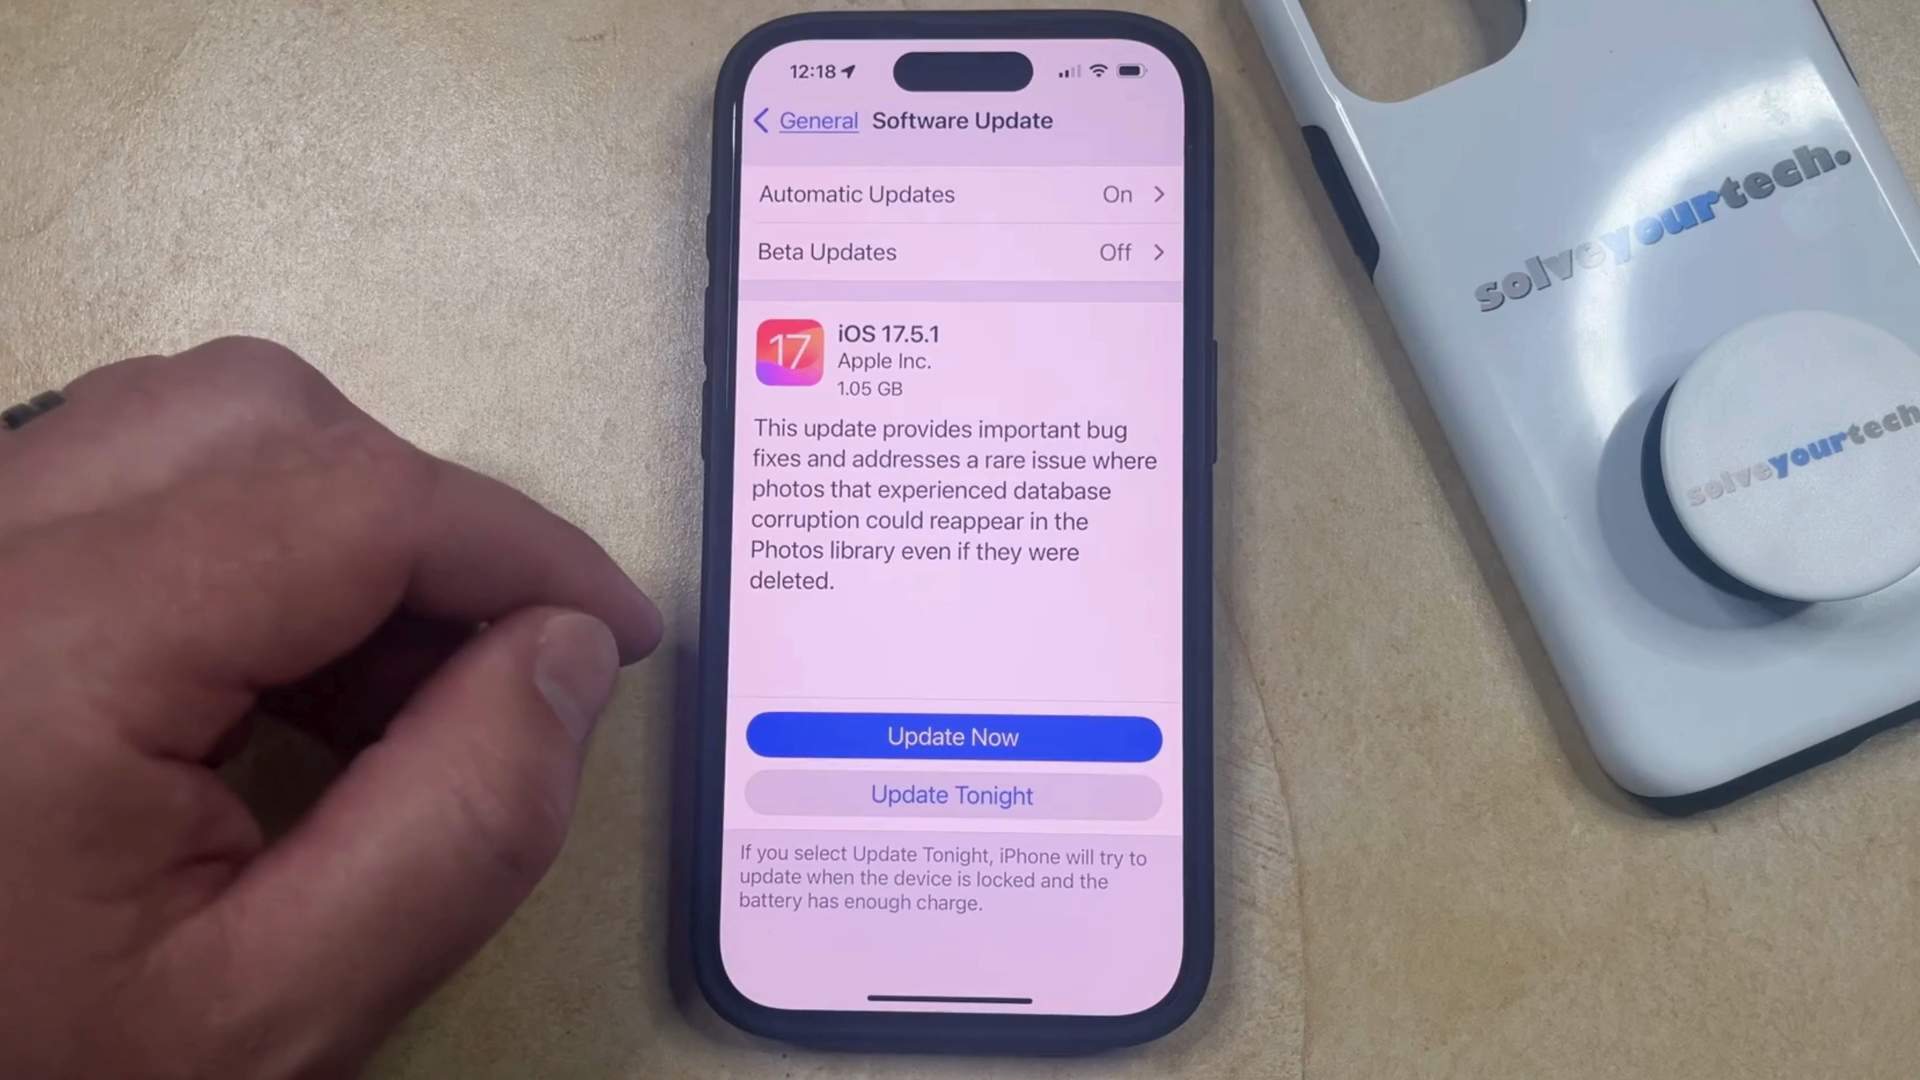 12:18
General Software Update
Automatic Updates On
Beta Updates Off
17
iOS 17.5.1
Apple Inc.
1.05 GB
This update provides important bug
fixes and addresses a rare issue where
photos that experienced database
corruption could reappear in the
Photos library even if they were
deleted.
Update Now
Update Tonight
If you select Update Tonight, iPhone will try to
update when the device is locked and the
battery has enough charge.
solveyourtech.
solveyourtech